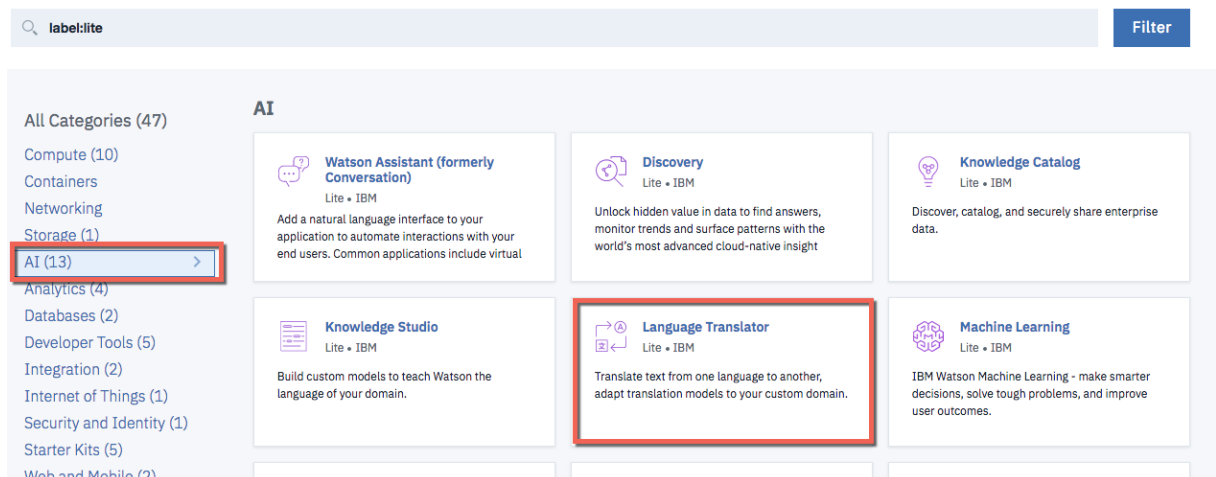 label:lite
Filter
All Categories (47)
Compute (10)
Containers
Networking
Storage (1)
AI (13)
Analytics (4)
Databases (2)
Developer Tools (5)
Integration (2)
Internet of Things (1)
Security and Identity (1)
Starter Kits (5)
Web and Mobile (2)
AI
Watson Assistant (formerly
Conversation)
Lite • IBM
Add a natural language interface to your
application to automate interactions with your
end users. Common applications include virtual
Discovery
Lite • IBM
Unlock hidden value in data to find answers,
monitor trends and surface patterns with the
world's most advanced cloud-native insight
Knowledge Catalog
Lite • IBM
Discover, catalog, and securely share enterprise
data.
Knowledge Studio
Lite • IBM
Build custom models to teach Watson the
language of your domain.
Language Translator
Lite • IBM
Translate text from one language to another,
adapt translation models to your custom domain.
Machine Learning
Lite • IBM
IBM Watson Machine Learning - make smarter
decisions, solve tough problems, and improve
user outcomes.